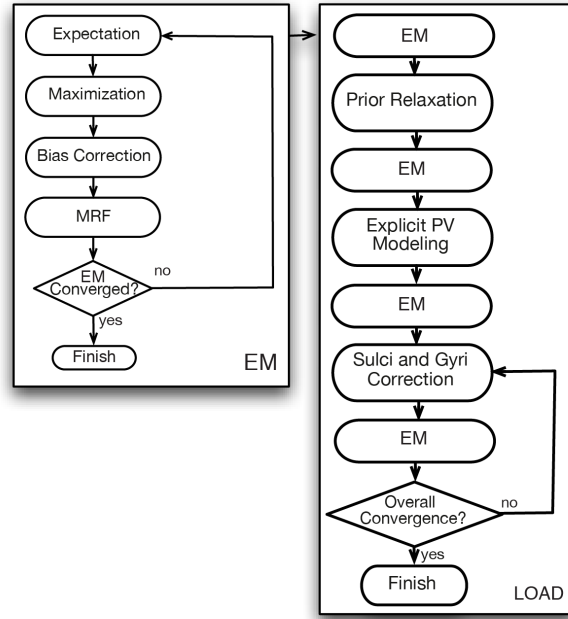 Expectation
Maximization
Bias Correction
MRF
EM
Converged?
no
yes
Finish
EM
EM
Prior Relaxation
EM
Explicit PV
Modeling
EM
Sulci and Gyri
Correction
EM
Overall
Convergence?
no
yes
Finish
LOAD